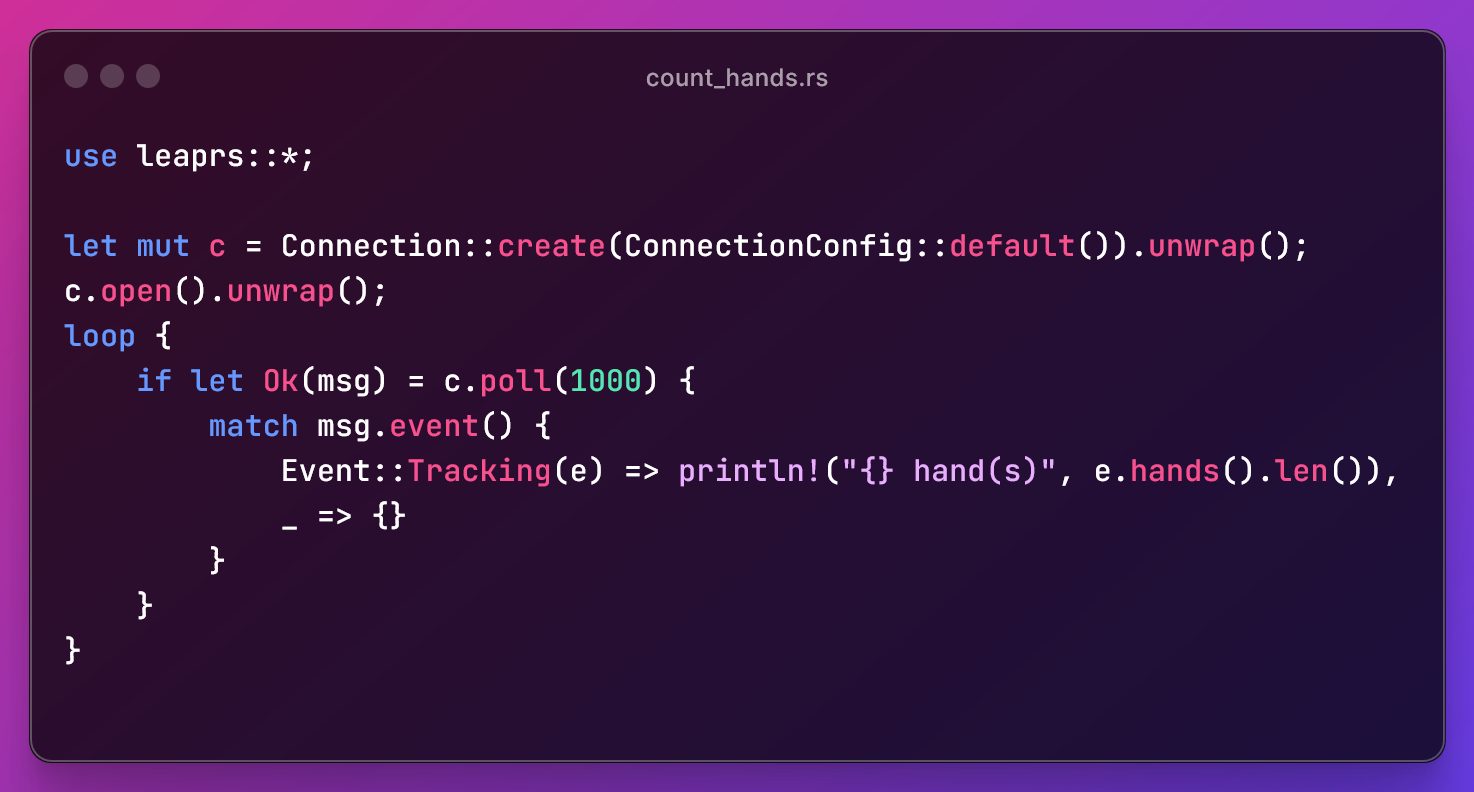 count_hands.rs
use leaprs::*;
let mut c = Connection::create(ConnectionConfig::default()).unwrap();
c.open().unwrap();
loop {
    if let Ok(msg) = c.poll(1000) {
        match msg.event() {
            Event::Tracking(e) => println!("{} hand(s)", e.hands().len()),
            _ => {}
        }
    }
}